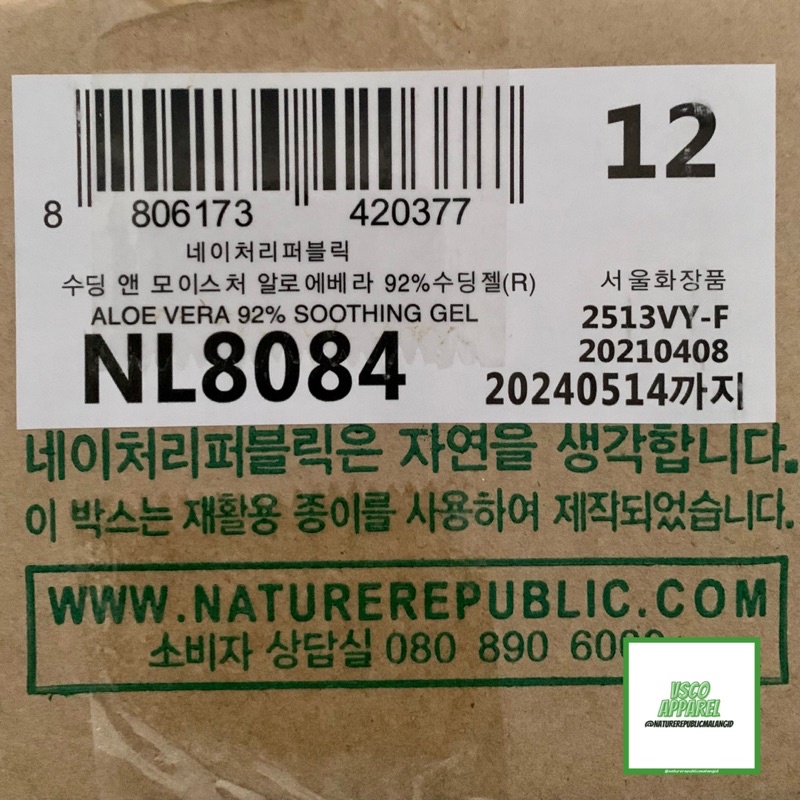 12
8 806173 420377
네이처리퍼블릭
수딩 앤 모이스처 알로에베라 92%수딩젤(R)
서울화장품
ALOE VERA 92% SOOTHING GEL
2513VY-F
NL8084
20210408
20240514까지
네이처리퍼블릭은 자연을 생각합니다.
이 박스는 재활용 종이를 사용하여 제작되었습니다.
WWW.NATUREREPUBLIC.COM
소비자 상담실 080 890
VSCO
APPAREL
@NATUREREPUBLICMALANGID
@naturerepublicmalangid